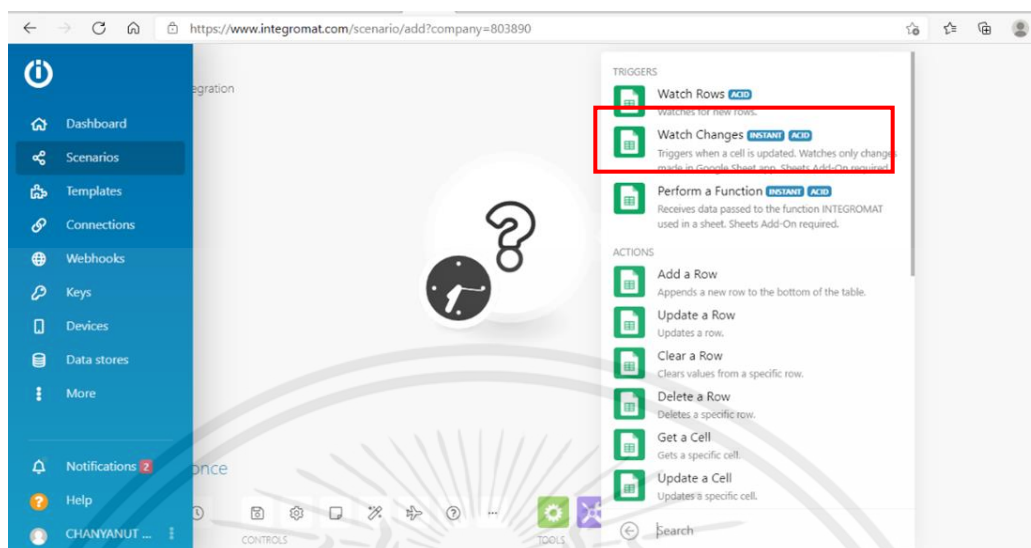 https://www.integromat.com/scenario/add?company=803890
egration
Dashboard
Scenarios
Templates
Connections
Webhooks
Keys
Devices
Data stores
More
Notifications 2
Help
CHANYANUT ...
once
CONTROLS
TOOLS
TRIGGERS
Watch Rows ACID
Watches for new rows.
Watch Changes INSTANT ACID
Triggers when a cell is updated. Watches only changes
made in Google Sheet app. Sheets Add-On required.
Perform a Function INSTANT ACID
Receives data passed to the function INTEGROMAT
used in a sheet. Sheets Add-On required.
ACTIONS
Add a Row
Appends a new row to the bottom of the table.
Update a Row
Updates a row.
Clear a Row
Clears values from a specific row.
Delete a Row
Deletes a specific row.
Get a Cell
Gets a specific cell.
Update a Cell
Updates a specific cell.
Search